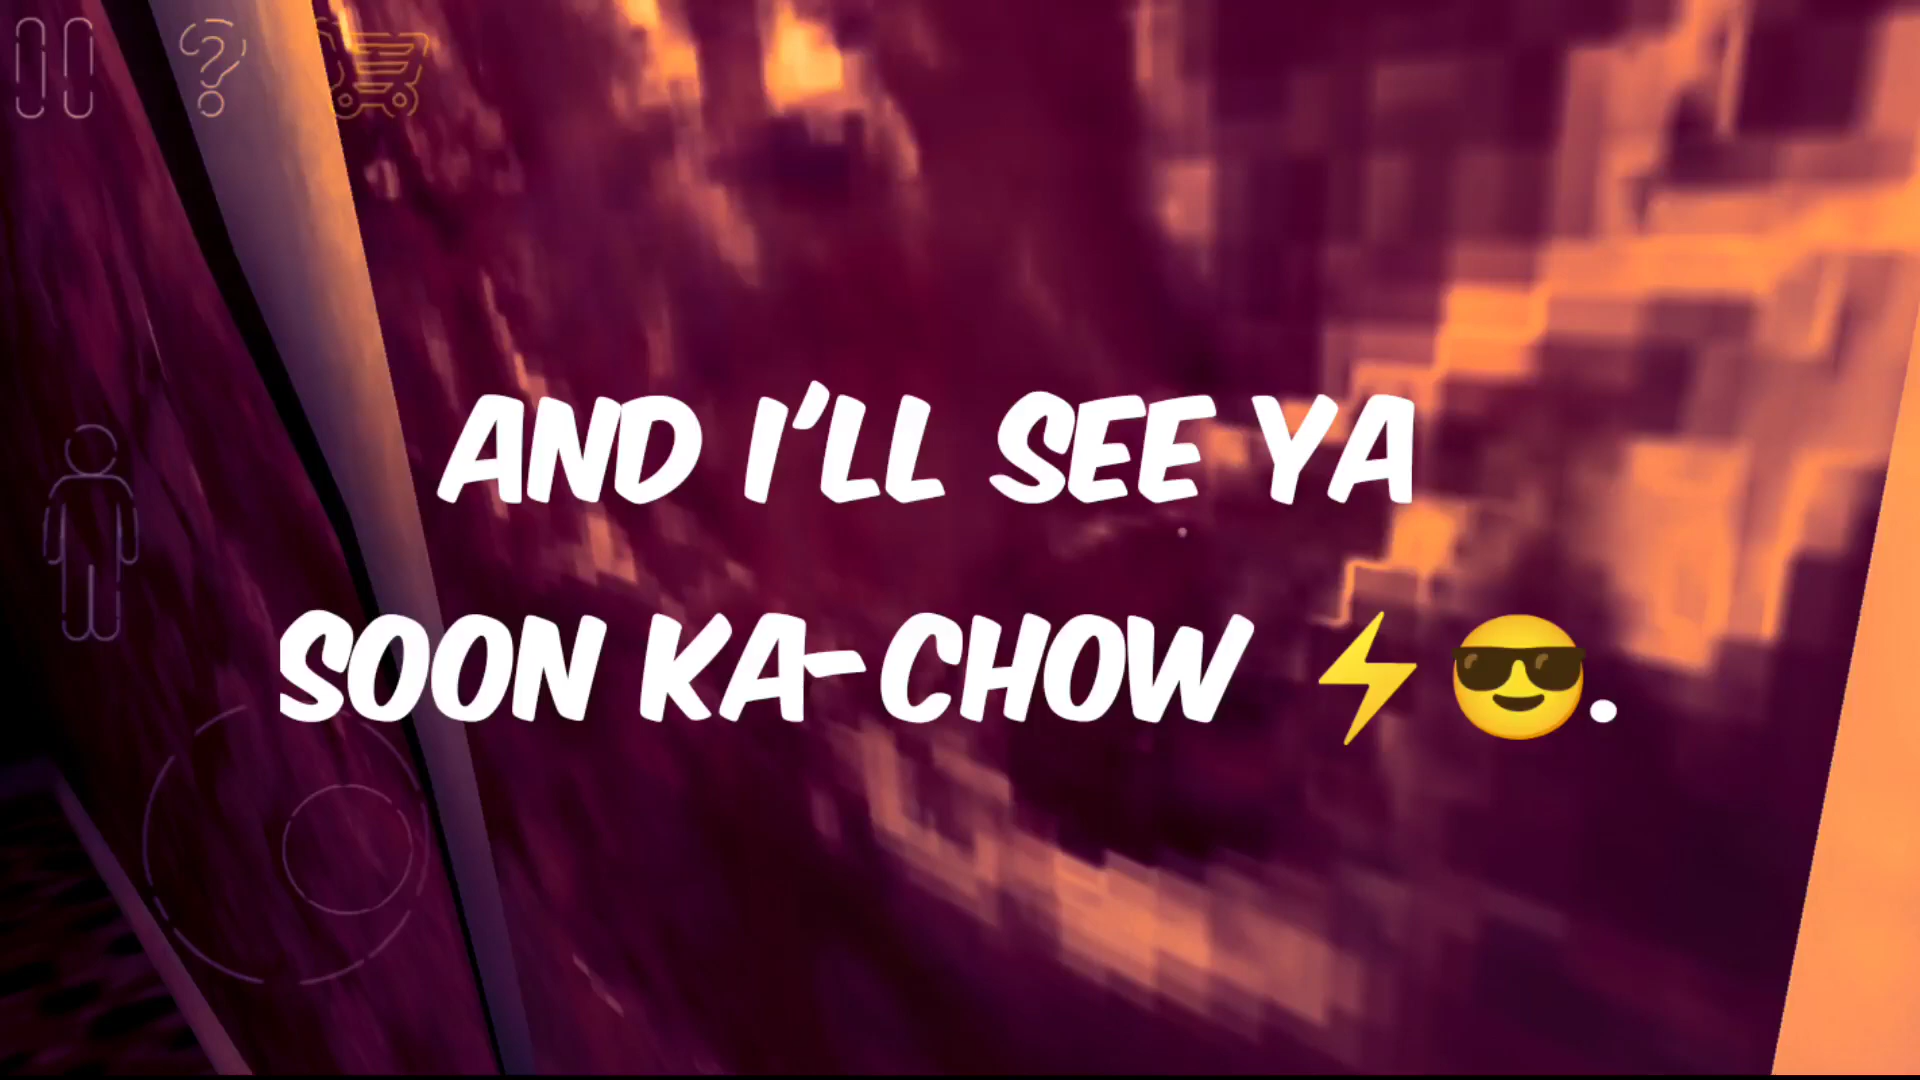 AND I'LL SEE YA
SOON KA-CHOW ⚡😎.